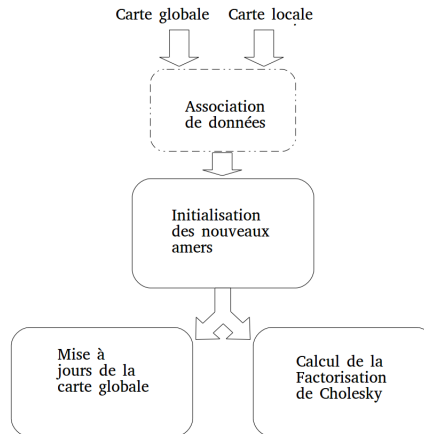 Carte globale Carte locale
Association
de données
Initialisation
des nouveaux
amers
Mise à
jours de la
carte globale
Calcul de la
Factorisation
de Cholesky